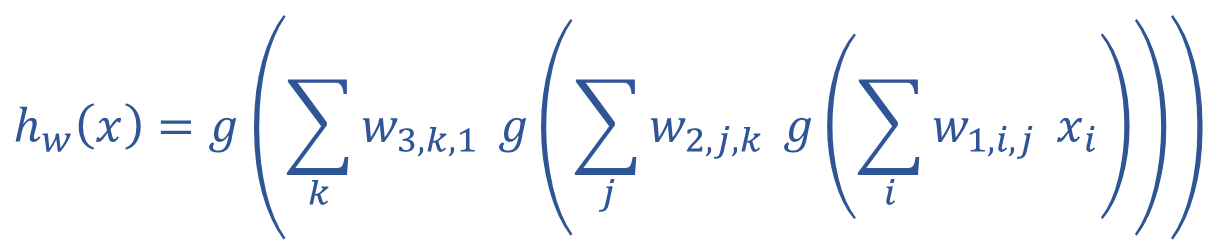 h_w(x) = g(∑_k w_{3,k,1} g(∑_j w_{2,j,k} g(∑_i w_{1,i,j} x_i)))